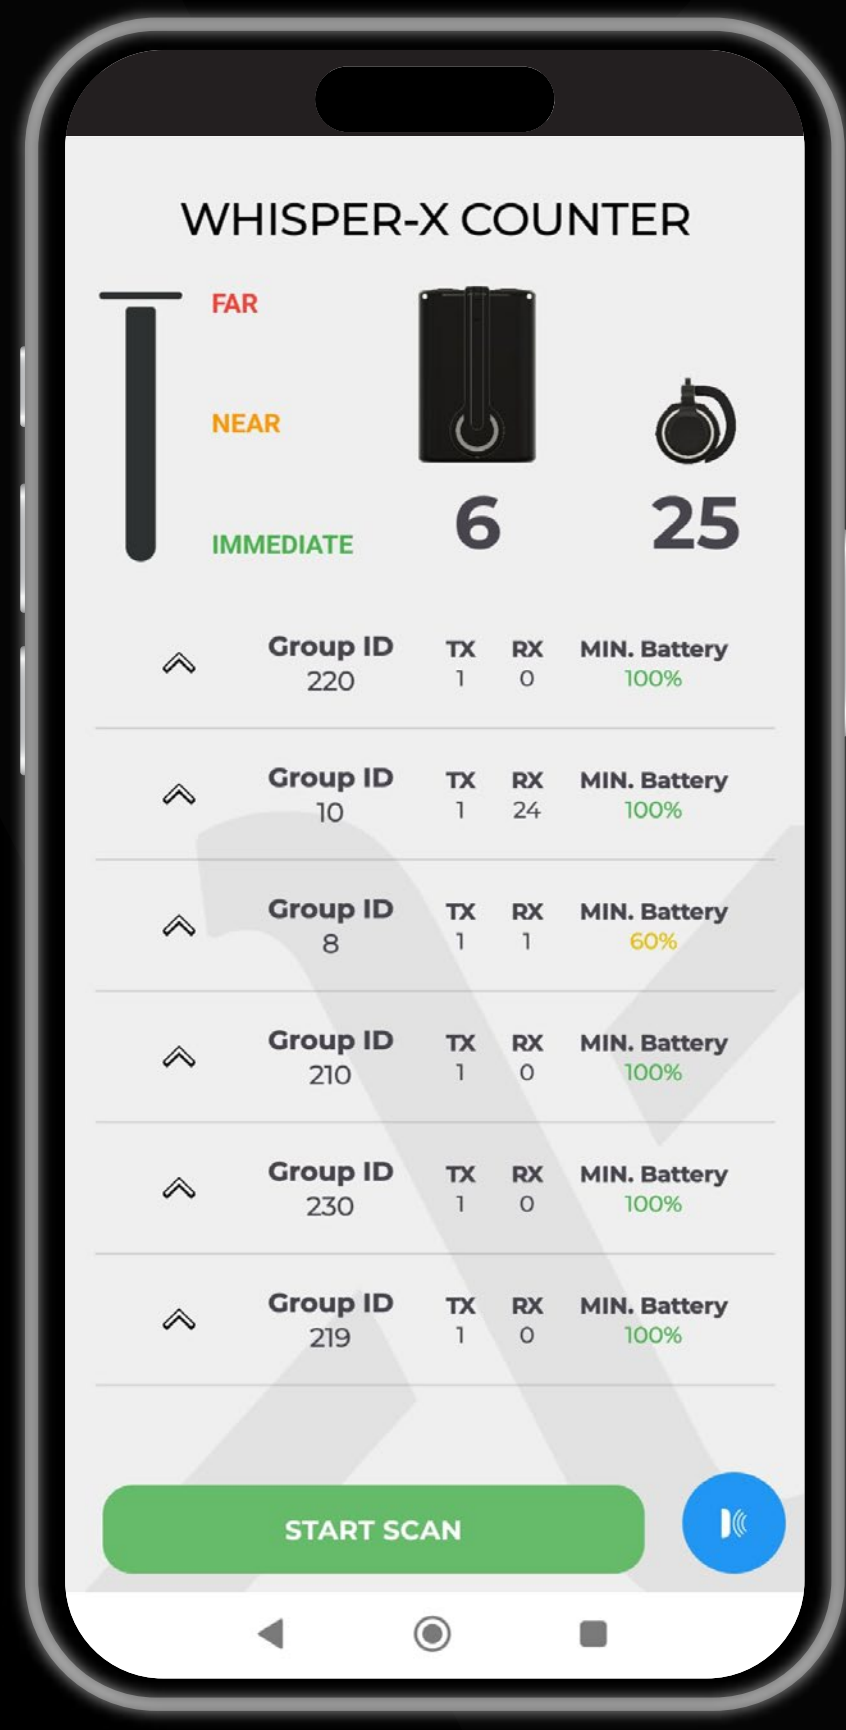 WHISPER-X COUNTER
FAR
NEAR
IMMEDIATE
6 25
Group ID TX RX MIN. Battery
220 1 0 100%
Group ID TX RX MIN. Battery
10 1 24 100%
Group ID TX RX MIN. Battery
8 1 1 60%
Group ID TX RX MIN. Battery
210 1 0 100%
Group ID TX RX MIN. Battery
230 1 0 100%
Group ID TX RX MIN. Battery
219 1 0 100%
START SCAN